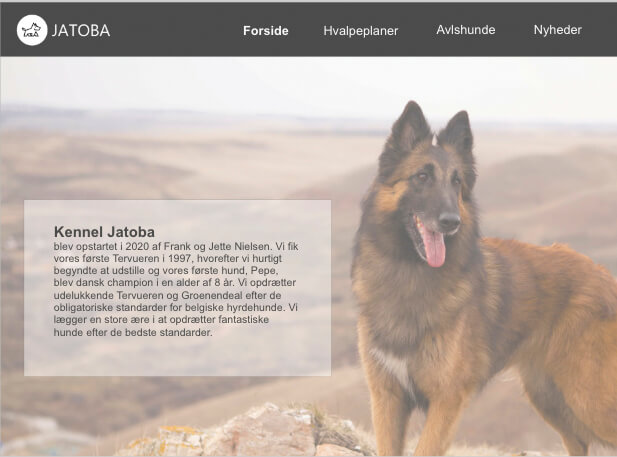 JATOBA
Forside
Hvalpeplaner
Avlshunde
Nyheder
Kennel Jatoba
blev opstartet i 2020 af Frank og Jette Nielsen. Vi fik
vores første Tervueren i 1997, hvorefter vi hurtigt
begyndte at udstille og vores første hund, Pepe,
blev dansk champion i en alder af 8 år. Vi opdrætter
udelukkende Tervueren og Groenendeal efter de
obligatoriske standarder for belgiske hyrdehunde. Vi
lægger en store ære i at opdrætter fantastiske
hunde efter de bedste standarder.